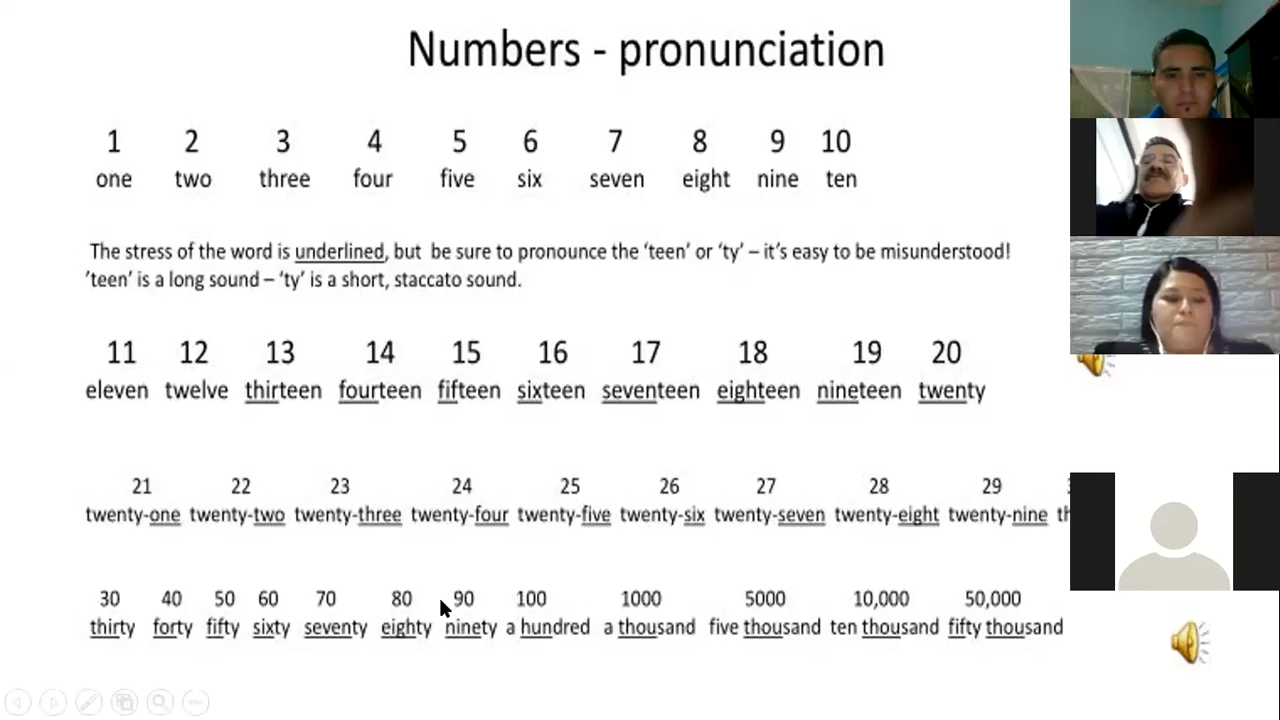 Numbers - pronunciation
1 2 3 4 5 6 7 8 9 10
one two three four five six seven eight nine ten
The stress of the word is underlined, but be sure to pronounce the ‘teen’ or ‘ty’ – it’s easy to be misunderstood!
’teen’ is a long sound – ‘ty’ is a short, staccato sound.
11 12 13 14 15 16 17 18 19 20
eleven twelve thirteen fourteen fifteen sixteen seventeen eighteen nineteen twenty
21 22 23 24 25 26 27 28 29
twenty-one twenty-two twenty-three twenty-four twenty-five twenty-six twenty-seven twenty-eight twenty-nine
30 40 50 60 70 80 90 100 1000 5000 10,000 50,000
thirty forty fifty sixty seventy eighty ninety a hundred a thousand five thousand ten thousand fifty thousand